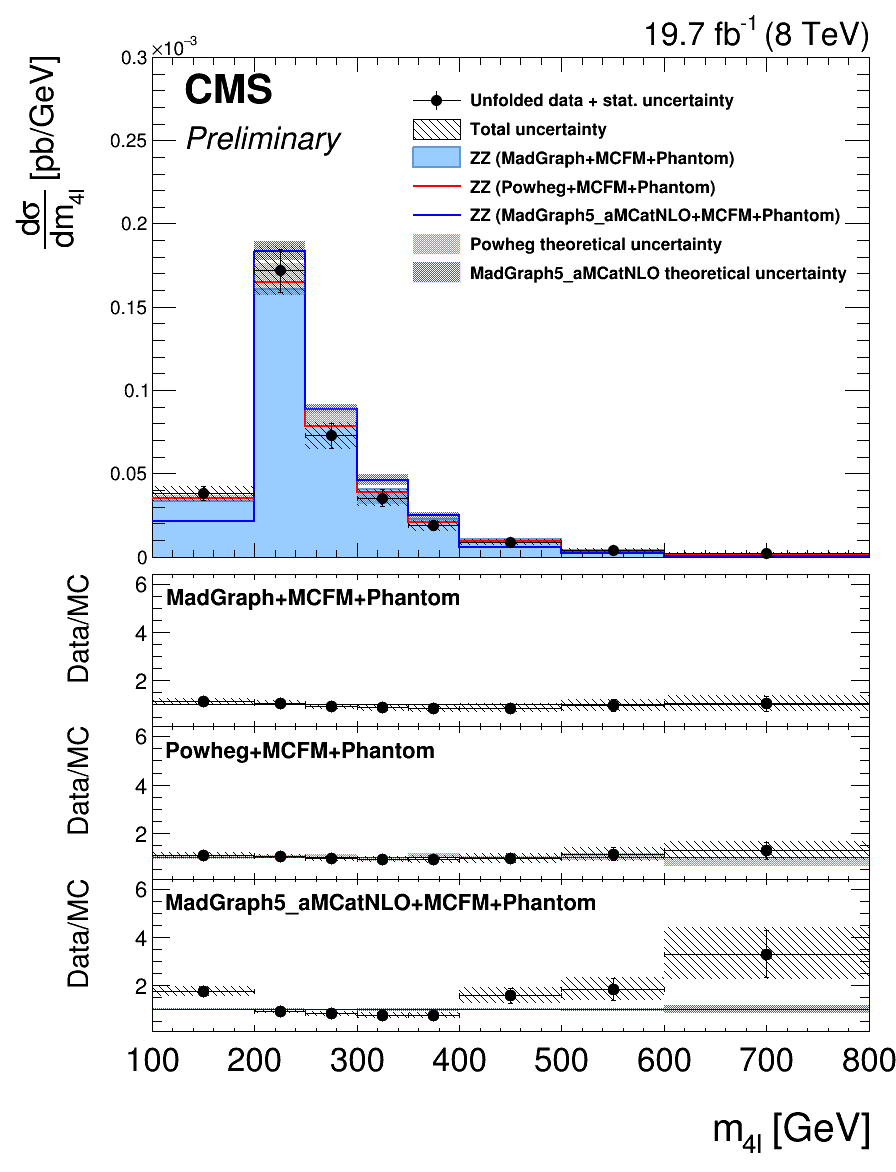 19.7 fb⁻¹ (8 TeV)
×10⁻³
CMS
Preliminary
dσ/dm₄ₗ [pb/GeV]
Unfolded data + stat. uncertainty
Total uncertainty
ZZ (MadGraph+MCFM+Phantom)
ZZ (Powheg+MCFM+Phantom)
ZZ (MadGraph5_aMCatNLO+MCFM+Phantom)
Powheg theoretical uncertainty
MadGraph5_aMCatNLO theoretical uncertainty
0.3
0.25
0.2
0.15
0.1
0.05
0
Data/MC
MadGraph+MCFM+Phantom
6
4
2
Data/MC
Powheg+MCFM+Phantom
6
4
2
Data/MC
MadGraph5_aMCatNLO+MCFM+Phantom
6
4
2
100 200 300 400 500 600 700 800
m₄ₗ [GeV]